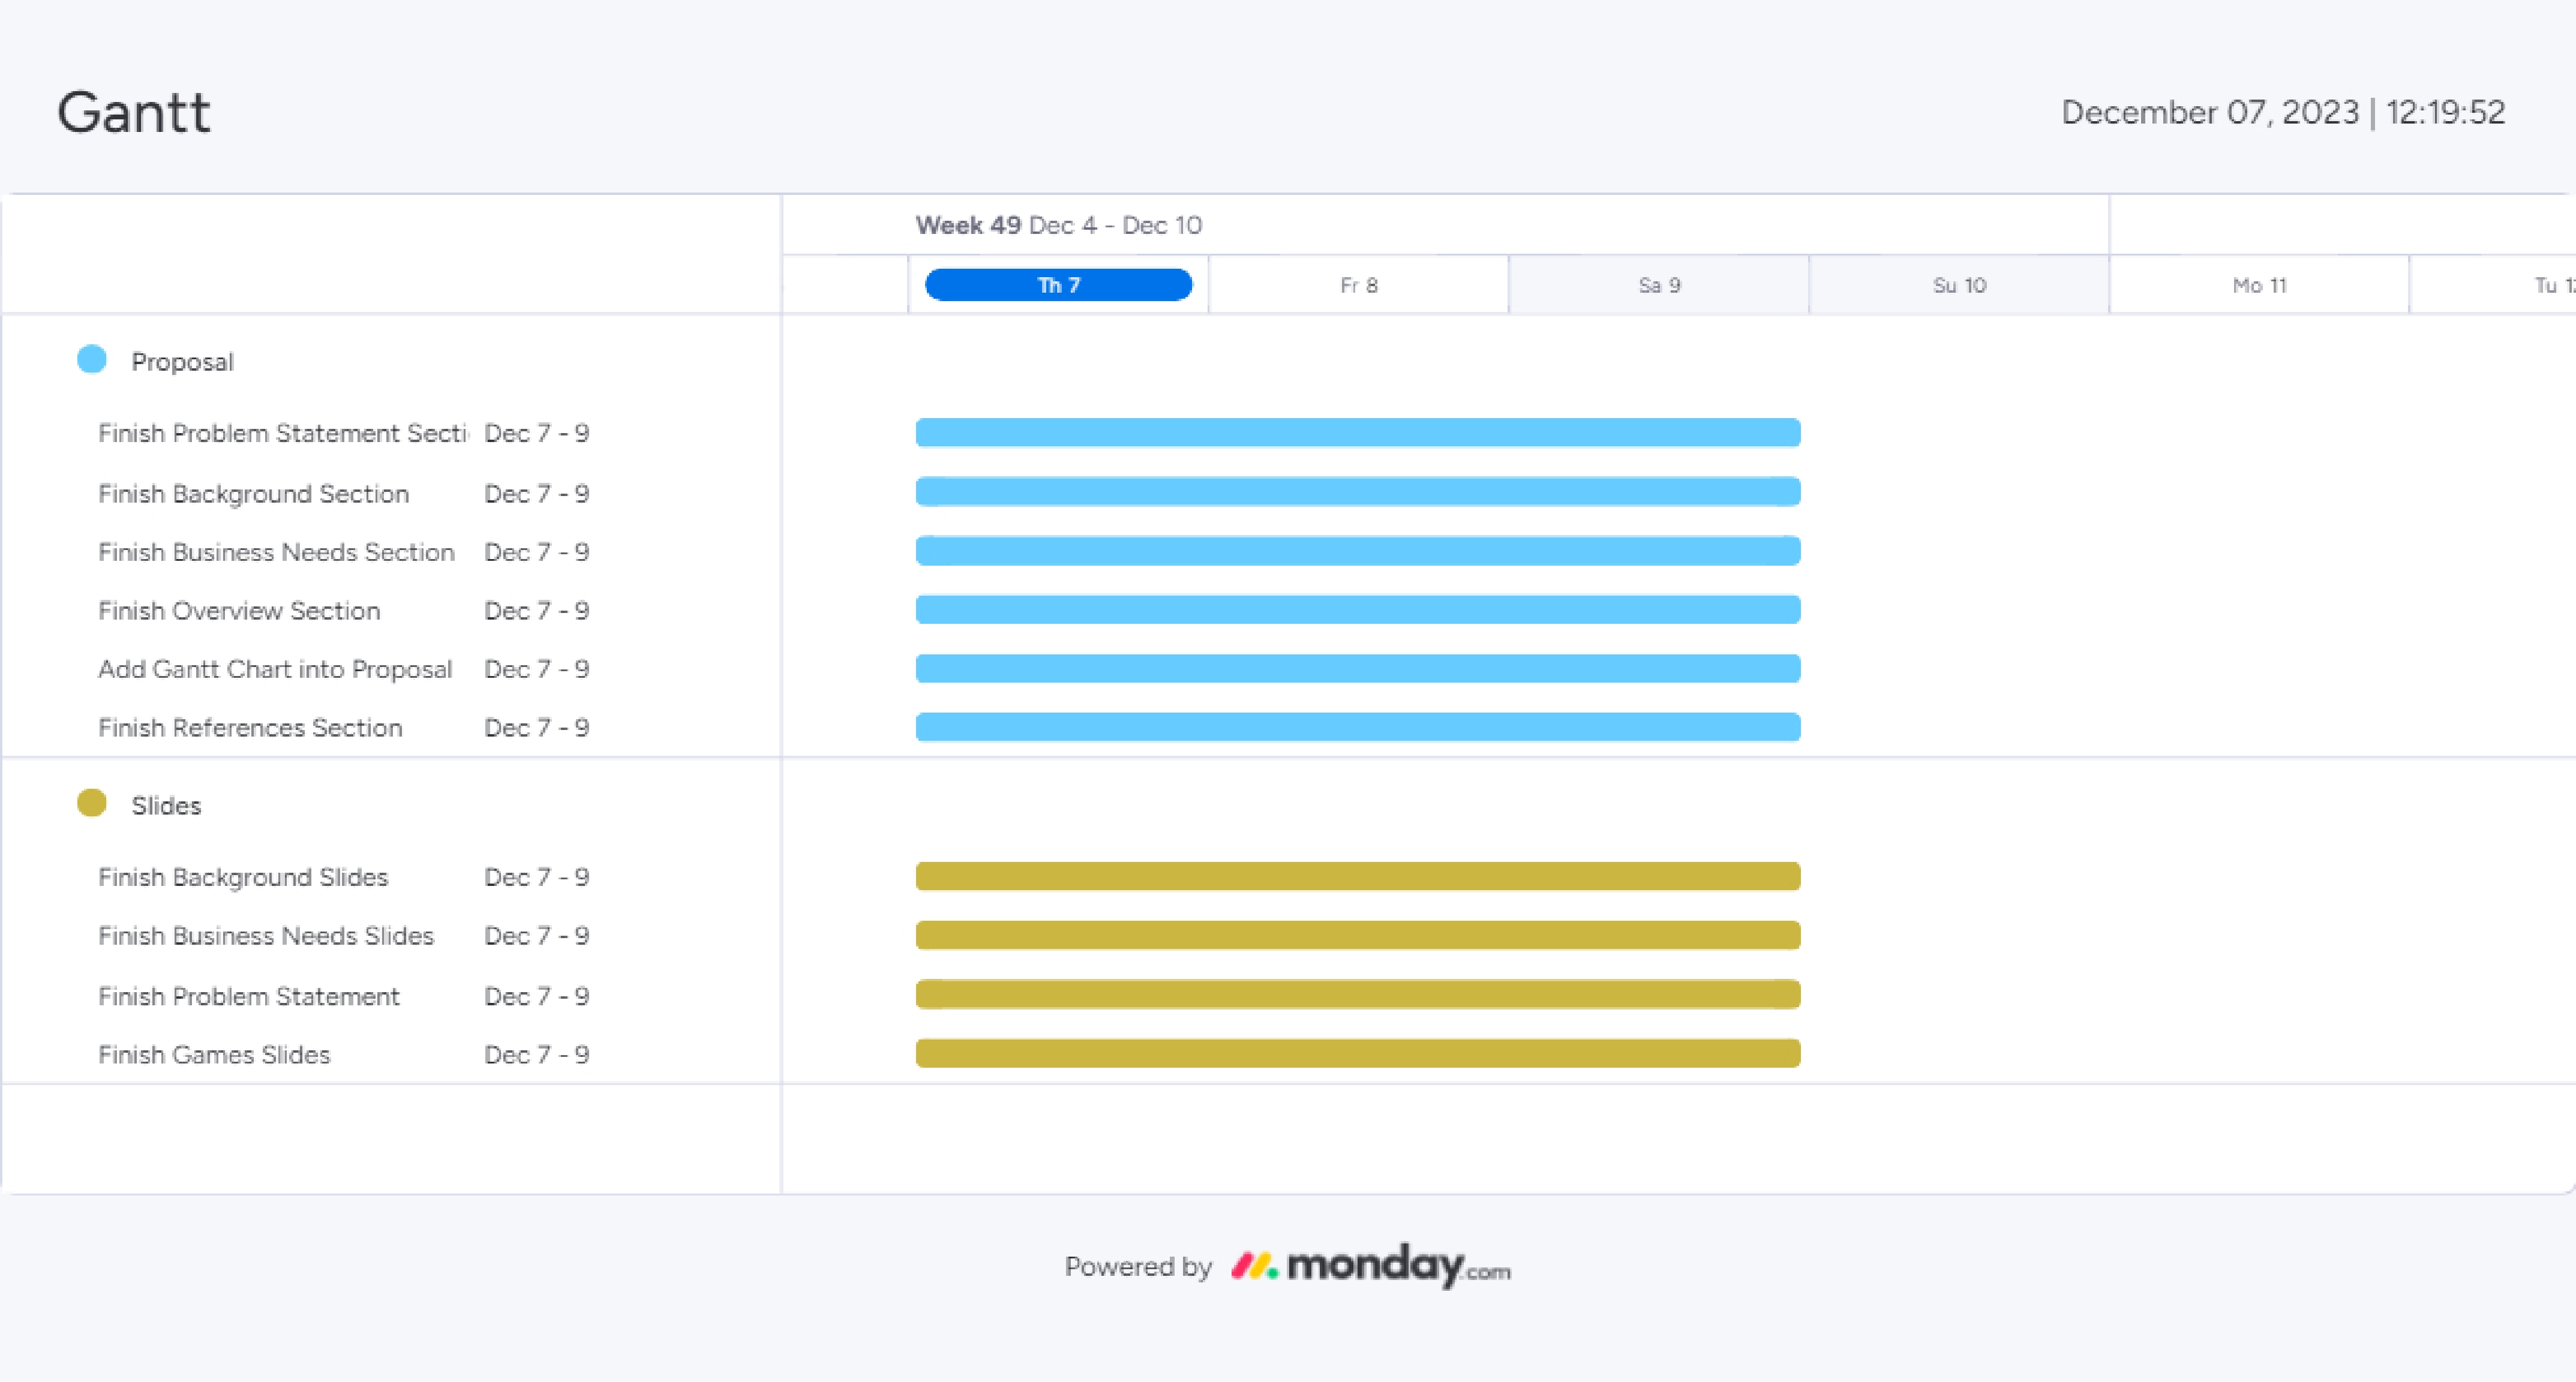 Gantt
December 07, 2023 | 12:19:52
Week 49 Dec 4 - Dec 10
Th 7 Fr 8 Sa 9 Su 10 Mo 11 Tu
Proposal
Finish Problem Statement Secti Dec 7 - 9
Finish Background Section Dec 7 - 9
Finish Business Needs Section Dec 7 - 9
Finish Overview Section Dec 7 - 9
Add Gantt Chart into Proposal Dec 7 - 9
Finish References Section Dec 7 - 9
Slides
Finish Background Slides Dec 7 - 9
Finish Business Needs Slides Dec 7 - 9
Finish Problem Statement Dec 7 - 9
Finish Games Slides Dec 7 - 9
Powered by monday.com